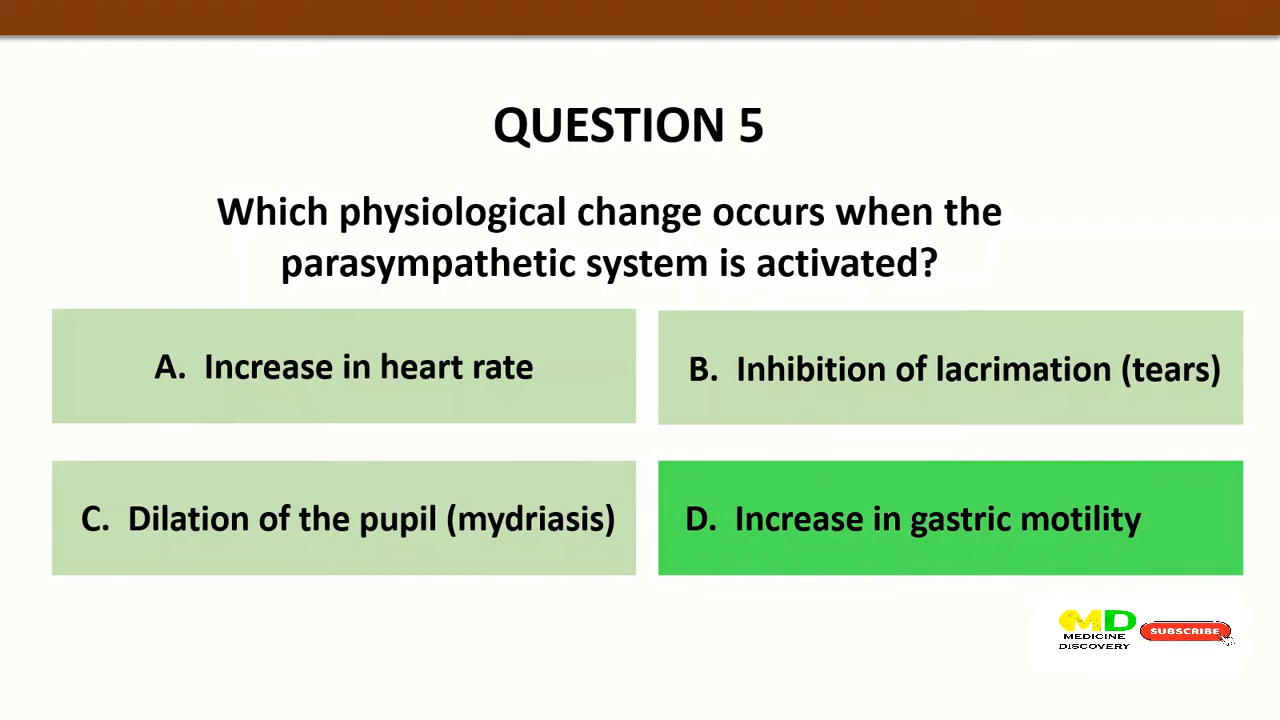 QUESTION 5
Which physiological change occurs when the
parasympathetic system is activated?
A. Increase in heart rate
B. Inhibition of lacrimation (tears)
C. Dilation of the pupil (mydriasis)
D. Increase in gastric motility
MD
MEDICINE
DISCOVERY
SUBSCRIBE